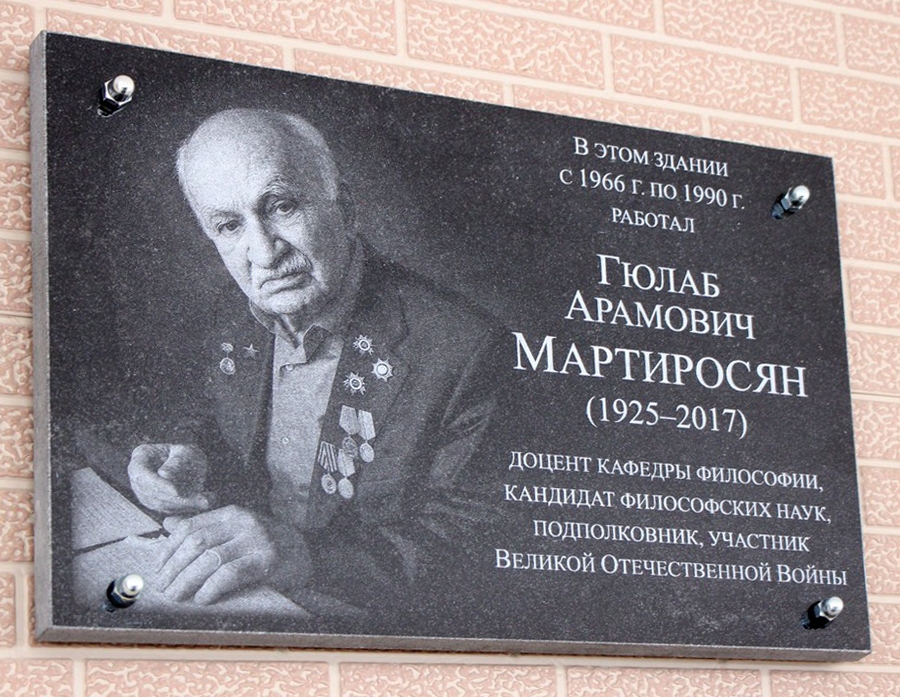 В ЭТОМ ЗДАНИИ
С 1966 Г. ПО 1990 Г.
РАБОТАЛ
ГЮЛАБ
АРАМОВИЧ
МАРТИРОСЯН
(1925–2017)
ДОЦЕНТ КАФЕДРЫ ФИЛОСОФИИ,
КАНДИДАТ ФИЛОСОФСКИХ НАУК,
ПОДПОЛКОВНИК, УЧАСТНИК
ВЕЛИКОЙ ОТЕЧЕСТВЕННОЙ ВОЙНЫ